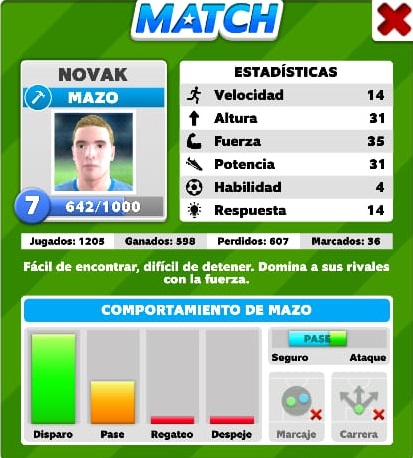 MATCH
NOVAK
MAZO
7
642/1000
ESTADÍSTICAS
Velocidad 14
Altura 31
Fuerza 35
Potencia 31
Habilidad 4
Respuesta 14
Jugados: 1205 Ganados: 598 Perdidos: 607 Marcados: 36
Fácil de encontrar, difícil de detener. Domina a sus rivales
con la fuerza.
COMPORTAMIENTO DE MAZO
PASE
Seguro Ataque
Disparo Pase Regateo Despeje
Marcaje Carrera